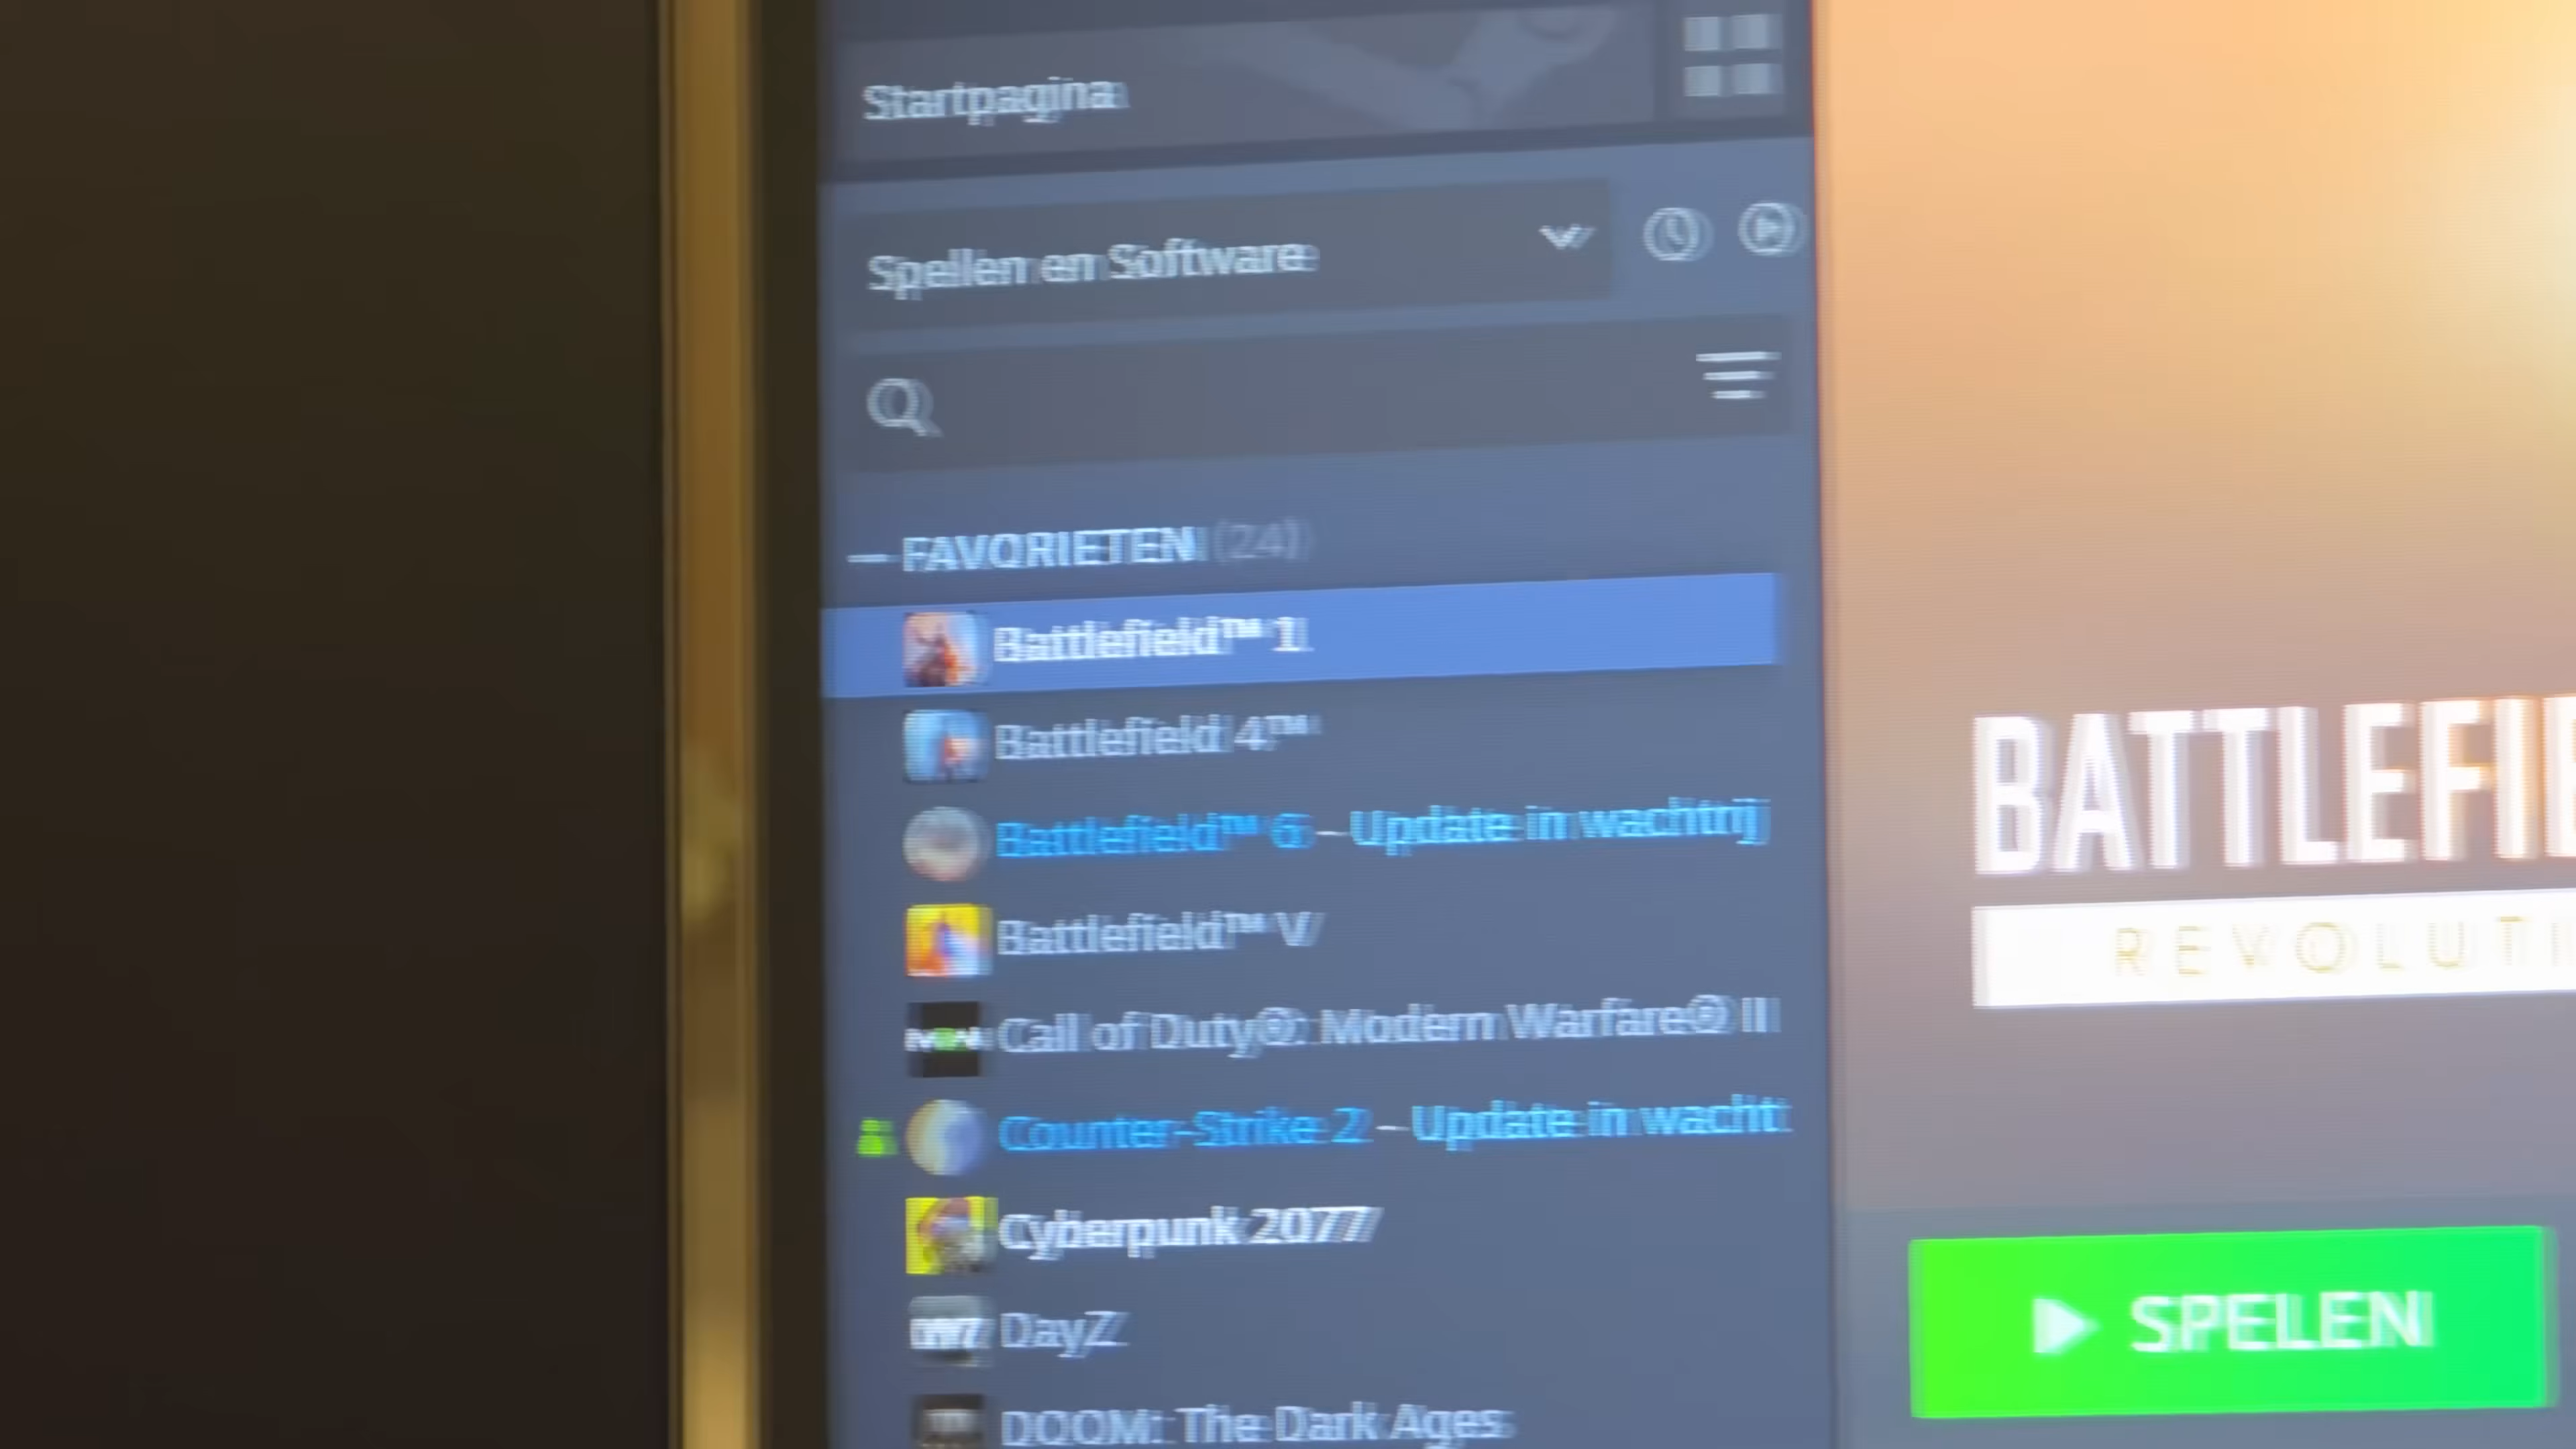 Startpagina
Spellen en Software
— FAVORIETEN (24)
Battlefield™ 1
Battlefield 4™
Battlefield™ 6 – Update in wachtrij
Battlefield™ V
Call of Duty®: Modern Warfare® II
Counter-Strike 2 – Update in wacht
Cyberpunk 2077
DayZ
DOOM: The Dark Ages
BATTLEFIE
REVOLUTI
SPELEN